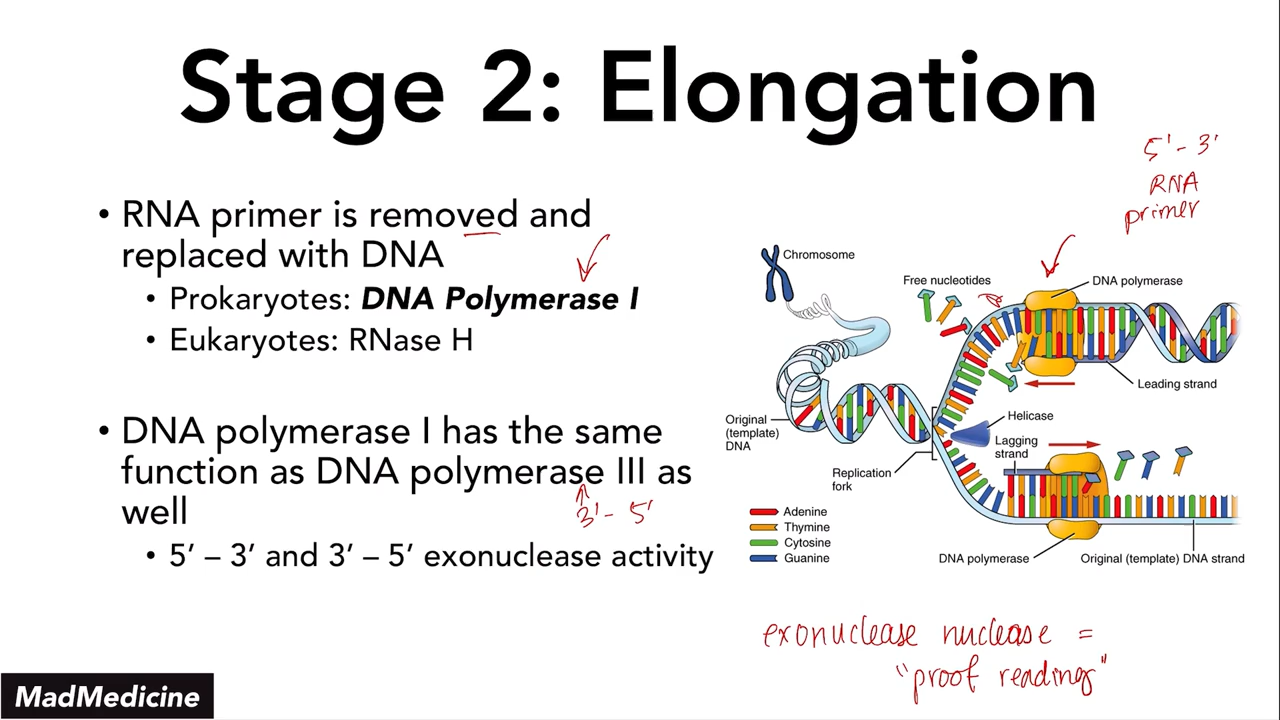 Stage 2: Elongation
5' - 3'
RNA
primer
• RNA primer is removed and
replaced with DNA
• Prokaryotes: DNA Polymerase I
• Eukaryotes: RNase H
• DNA polymerase I has the same
function as DNA polymerase III as
well
3' - 5'
• 5’ – 3’ and 3’ – 5’ exonuclease activity
Chromosome
Free nucleotides
DNA polymerase
Leading strand
Original
(template)
DNA
Helicase
Lagging
strand
Replication
fork
Adenine
Thymine
Cytosine
Guanine
DNA polymerase
Original (template) DNA strand
exonuclease nuclease =
"proof reading"
MadMedicine